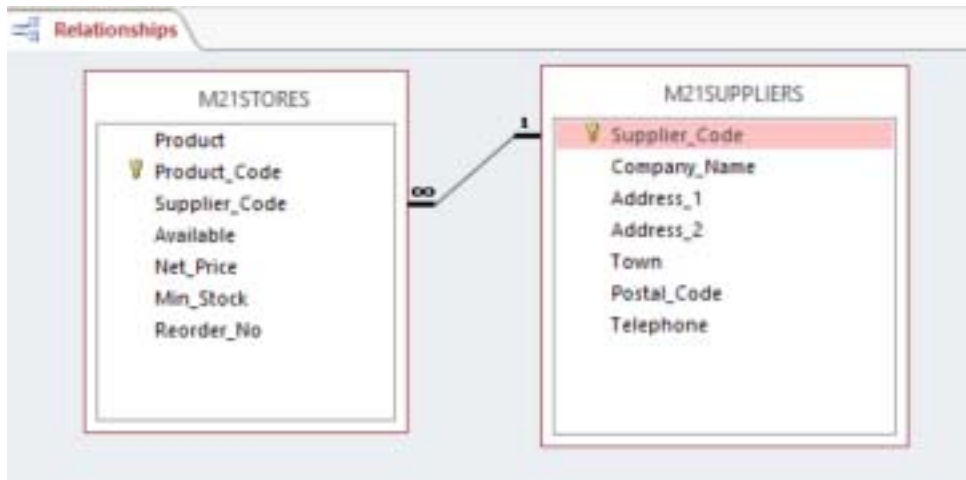 Relationships
M21STORES
Product
Product_Code
Supplier_Code
Available
Net_Price
Min_Stock
Reorder_No
∞
1
M21SUPPLIERS
Supplier_Code
Company_Name
Address_1
Address_2
Town
Postal_Code
Telephone